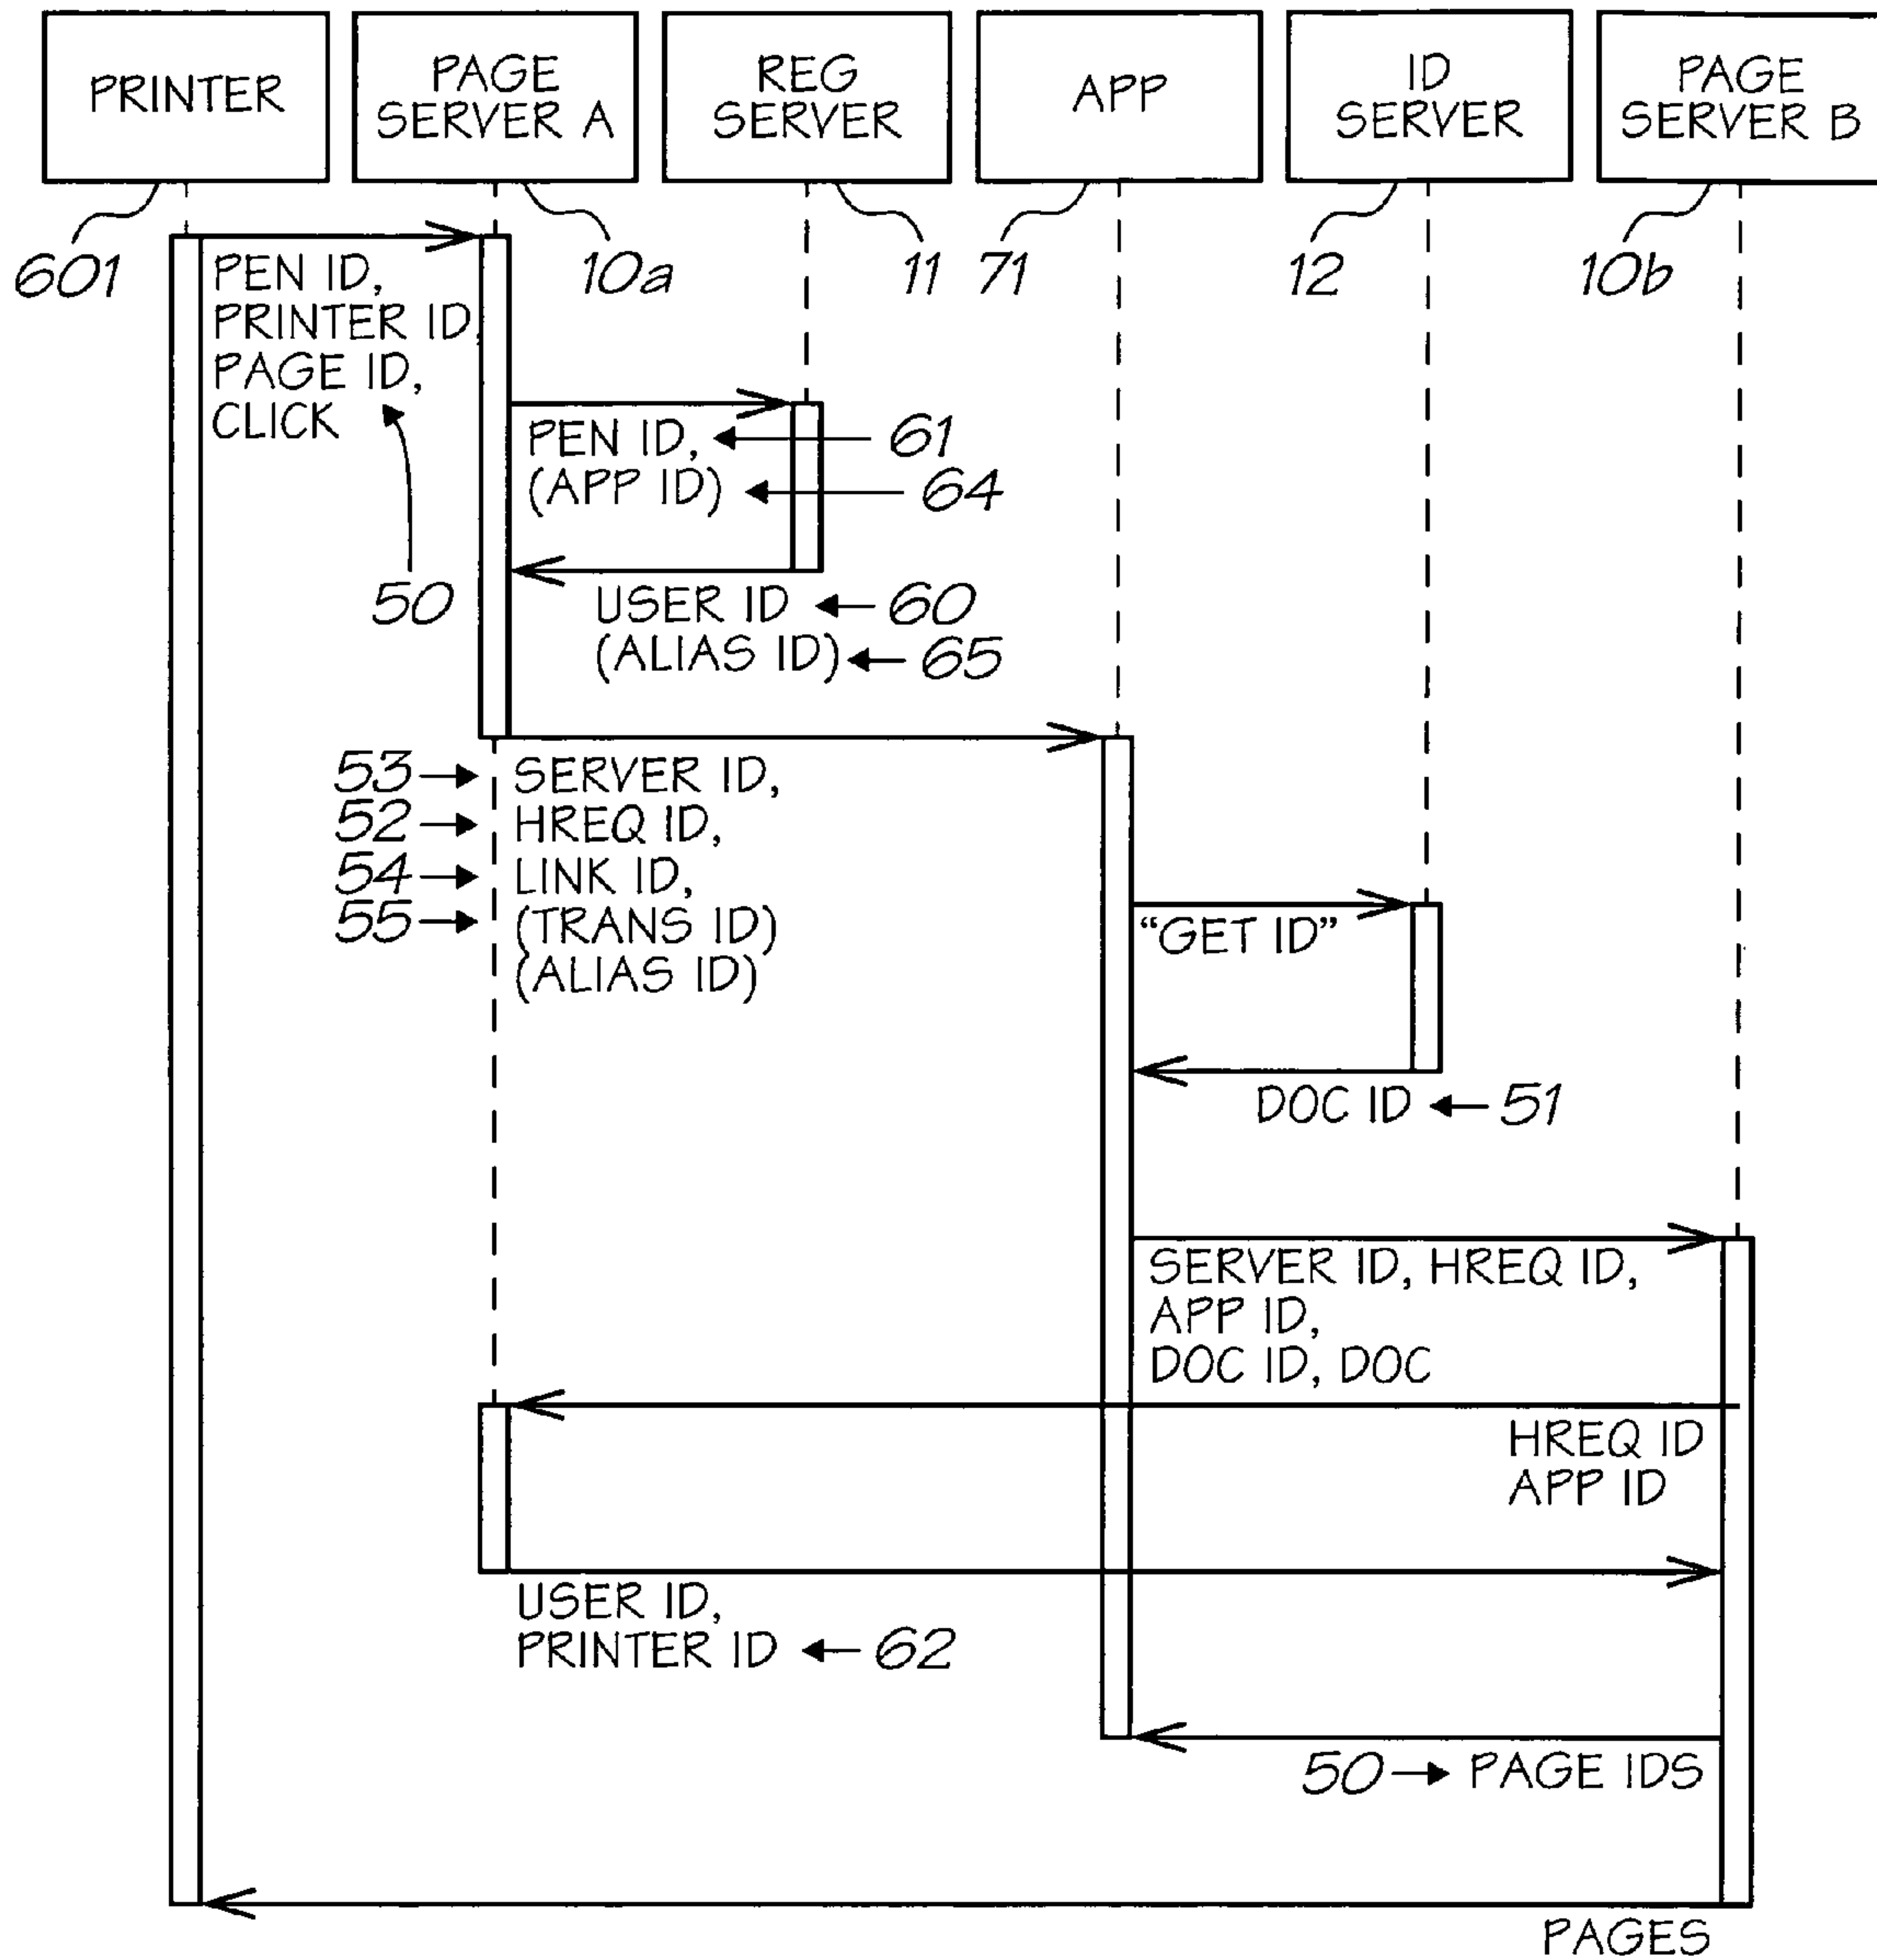 PRINTER
PAGE
SERVER A
REG
SERVER
APP
ID
SERVER
PAGE
SERVER B
601
10a
11
71
12
10b
PEN ID,
PRINTER ID
PAGE ID,
CLICK
50
PEN ID,
(APP ID)
61
64
USER ID
(ALIAS ID)
60
65
53
52
54
55
SERVER ID,
HREQ ID,
LINK ID,
(TRANS ID)
(ALIAS ID)
“GET ID”
DOC ID
51
SERVER ID, HREQ ID,
APP ID,
DOC ID, DOC
HREQ ID
APP ID
USER ID,
PRINTER ID
62
50
PAGE IDS
PAGES